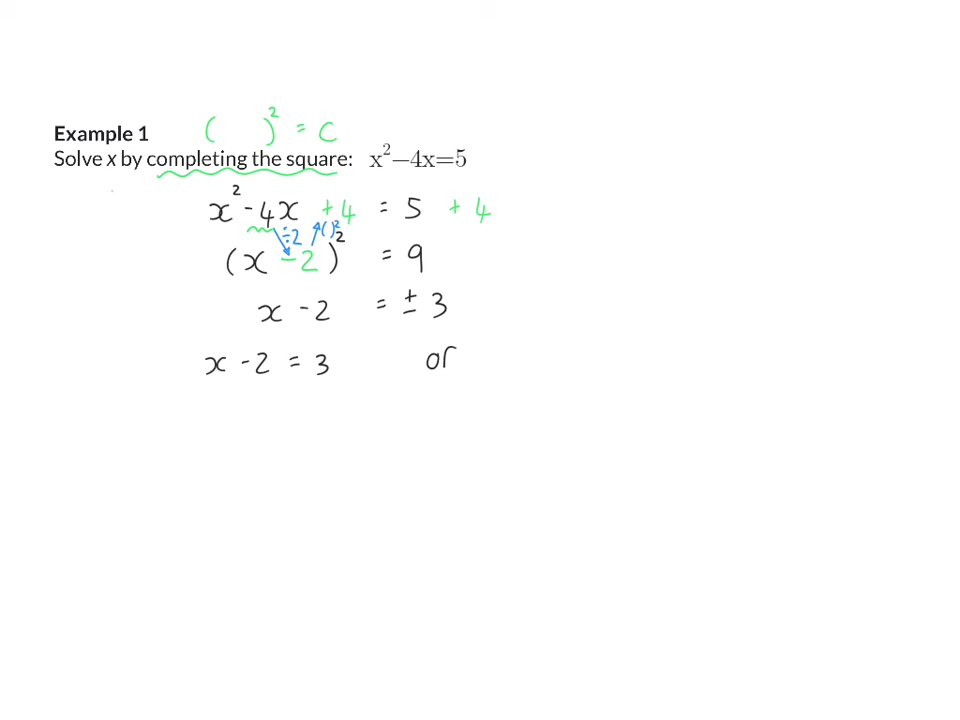 Example 1 ( )² = C
Solve x by completing the square: x²−4x=5
x² - 4x + 4 = 5 + 4
÷2 ( )²
(x - 2)² = 9
x - 2 = ± 3
x - 2 = 3 or